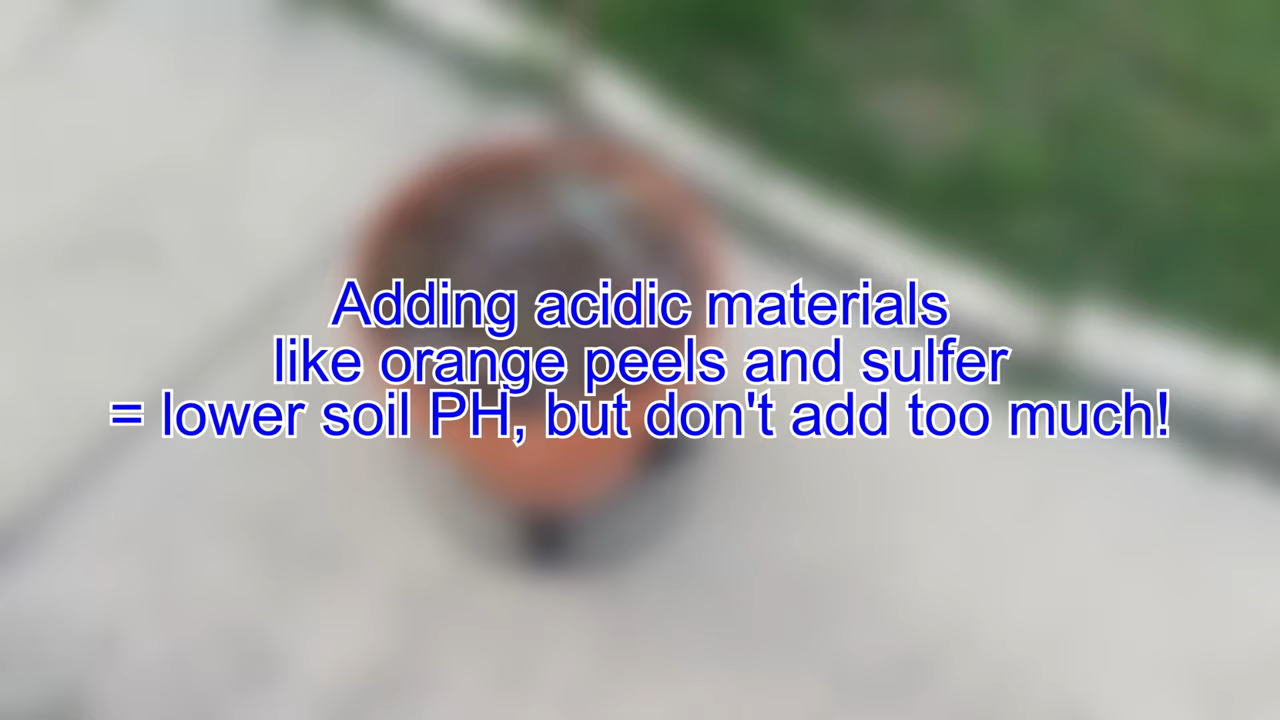 Adding acidic materials
like orange peels and sulfer
= lower soil PH, but don't add too much!